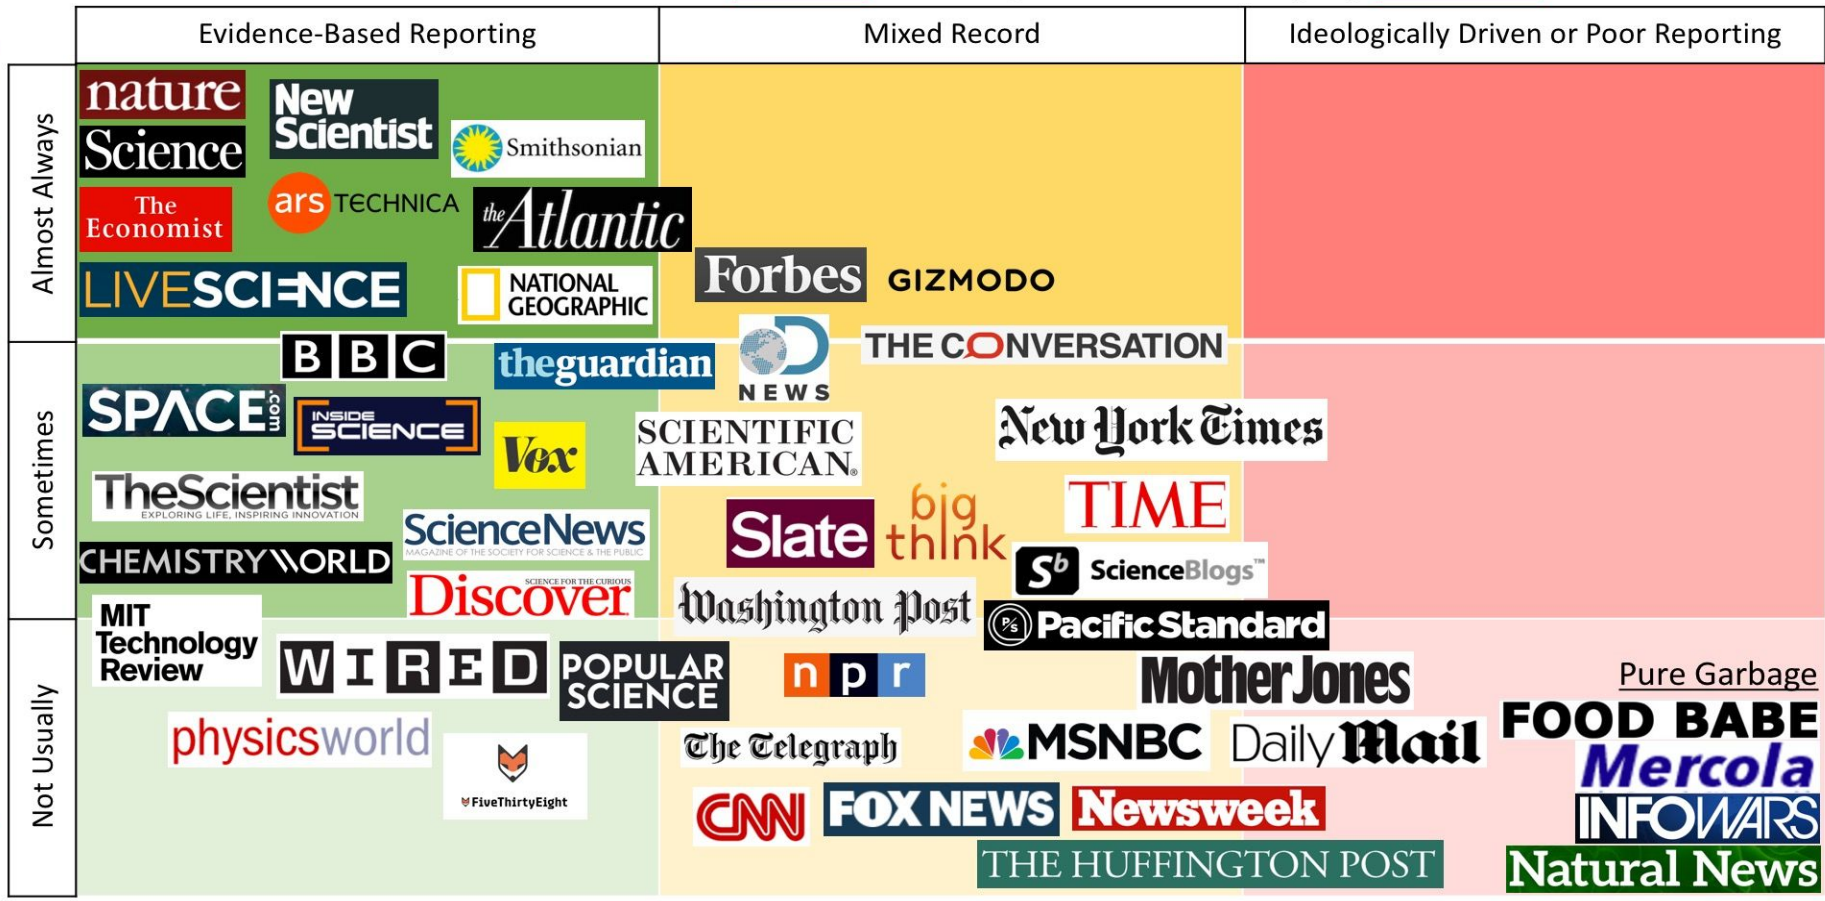 Evidence-Based Reporting
Mixed Record
Ideologically Driven or Poor Reporting
Almost Always
nature
New
Scientist
Science
Smithsonian
The
Economist
ars TECHNICA
the Atlantic
LIVESCIENCE
NATIONAL
GEOGRAPHIC
Forbes
GIZMODO
Sometimes
BBC
theguardian
D
NEWS
THE CONVERSATION
SPACE.com
INSIDE
SCIENCE
Vox
SCIENTIFIC
AMERICAN®
New York Times
TheScientist
EXPLORING LIFE, INSPIRING INNOVATION
ScienceNews
MAGAZINE OF THE SOCIETY FOR SCIENCE & THE PUBLIC
Slate
big
think
TIME
CHEMISTRY WORLD
SCIENCE FOR THE CURIOUS
Discover
Sb ScienceBlogs™
Washington Post
P/S Pacific Standard
Not Usually
MIT
Technology
Review
WIRED
POPULAR
SCIENCE
npr
Mother Jones
physicsworld
FiveThirtyEight
The Telegraph
MSNBC
Daily Mail
CNN
FOX NEWS
Newsweek
THE HUFFINGTON POST
Pure Garbage
FOOD BABE
Mercola
INFOWARS
Natural News